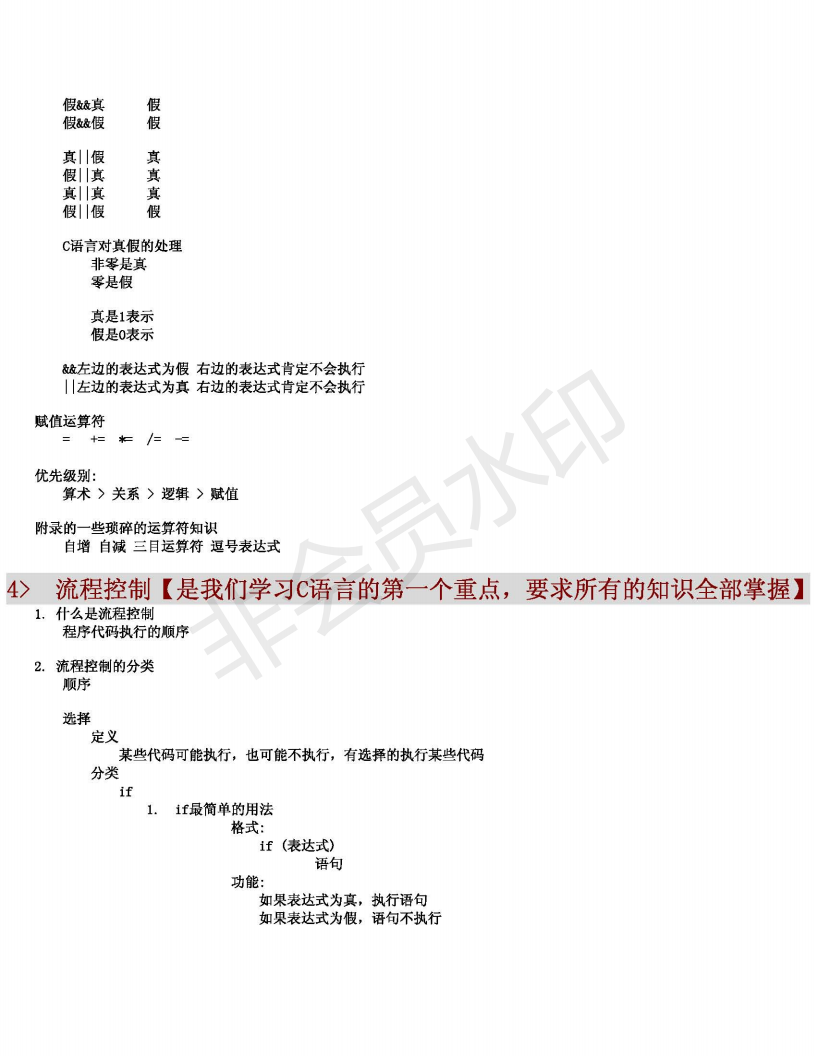 假&&真 假
假&&假 假
真||假 真
假||真 真
真||真 真
假||假 假
C语言对真假的处理
非零是真
零是假
真是1表示
假是0表示
&&左边的表达式为假 右边的表达式肯定不会执行
||左边的表达式为真 右边的表达式肯定不会执行
赋值运算符
= += *= /= -=
优先级别:
算术 > 关系 > 逻辑 > 赋值
附录的一些琐碎的运算符知识
自增 自减 三目运算符 逗号表达式
4> 流程控制【是我们学习C语言的第一个重点，要求所有的知识全部掌握】
1. 什么是流程控制
程序代码执行的顺序
2. 流程控制的分类
顺序
选择
定义
某些代码可能执行，也可能不执行，有选择的执行某些代码
分类
if
1. if最简单的用法
格式:
if (表达式)
语句
功能:
如果表达式为真，执行语句
如果表达式为假，语句不执行
非会员水印